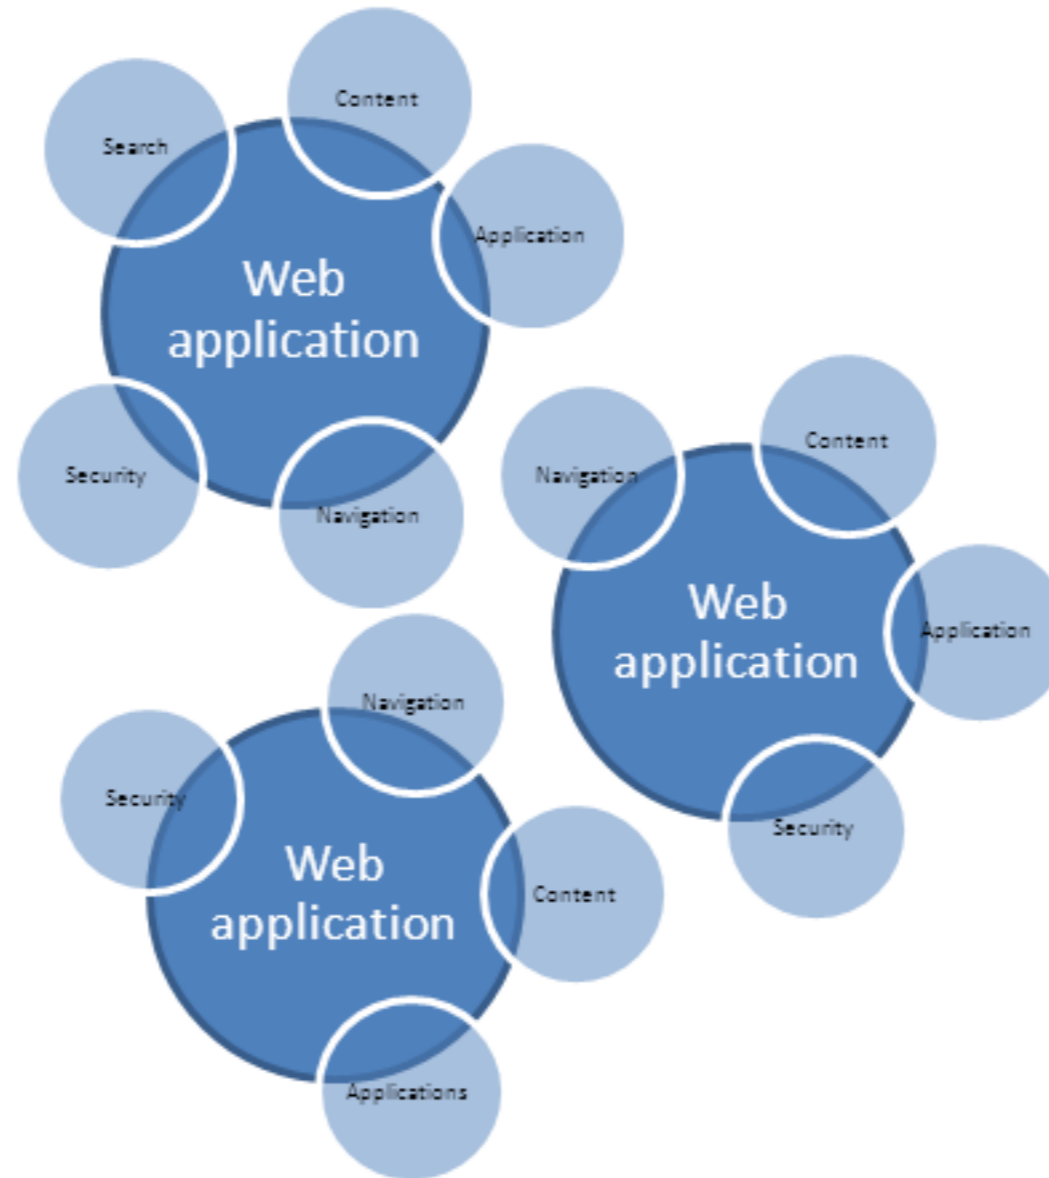 Content
Search
Application
Web
application
Security
Navigation
Navigation
Content
Web
application
Application
Security
Navigation
Security
Web
application
Content
Applications